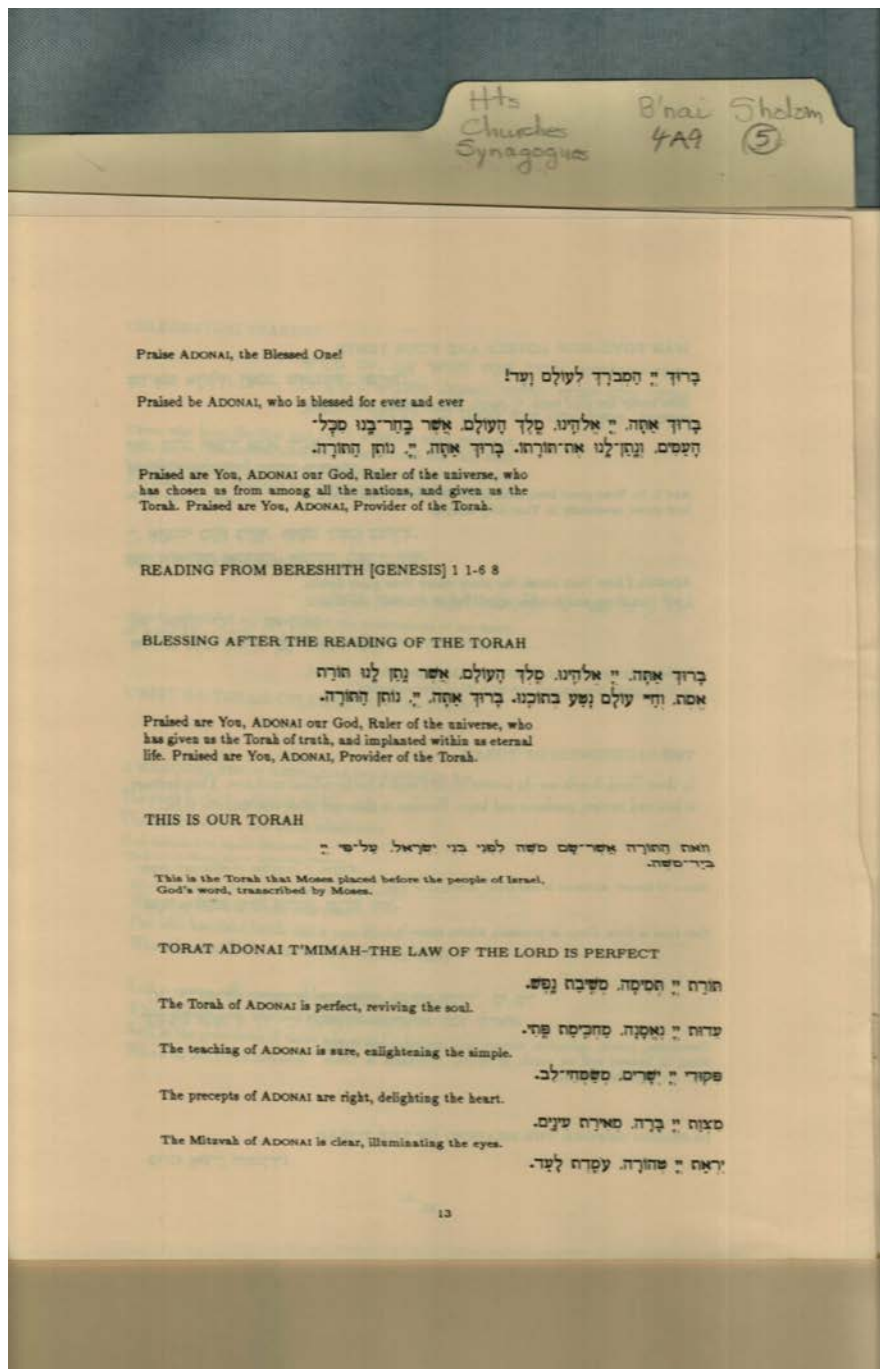 Hts B'nai Sholom
Churches 4A9 5
Synagogues
Praise ADONAI, the Blessed One!
בָּרוּךְ יְיָ הַמְבֹרָךְ לְעוֹלָם וָעֶד!
Praised be ADONAI, who is blessed for ever and ever
בָּרוּךְ אַתָּה, יְיָ אֱלֹהֵינוּ, מֶלֶךְ הָעוֹלָם, אֲשֶׁר בָּחַר־בָּנוּ מִכָּל־
הָעַמִּים, וְנָתַן־לָנוּ אֶת־תּוֹרָתוֹ. בָּרוּךְ אַתָּה, יְיָ, נוֹתֵן הַתּוֹרָה.
Praised are You, ADONAI our God, Ruler of the universe, who
has chosen us from among all the nations, and given us the
Torah. Praised are You, ADONAI, Provider of the Torah.
READING FROM BERESHITH [GENESIS] 1 1-6 8
BLESSING AFTER THE READING OF THE TORAH
בָּרוּךְ אַתָּה, יְיָ אֱלֹהֵינוּ, מֶלֶךְ הָעוֹלָם, אֲשֶׁר נָתַן לָנוּ תּוֹרַת
אֱמֶת, וְחַיֵּי עוֹלָם נָטַע בְּתוֹכֵנוּ. בָּרוּךְ אַתָּה, יְיָ, נוֹתֵן הַתּוֹרָה.
Praised are You, ADONAI our God, Ruler of the universe, who
has given us the Torah of truth, and implanted within us eternal
life. Praised are You, ADONAI, Provider of the Torah.
THIS IS OUR TORAH
וְזֹאת הַתּוֹרָה אֲשֶׁר־שָׂם מֹשֶׁה לִפְנֵי בְּנֵי יִשְׂרָאֵל, עַל־פִּי יְיָ
בְּיַד־מֹשֶׁה.
This is the Torah that Moses placed before the people of Israel,
God's word, transcribed by Moses.
TORAT ADONAI T'MIMAH–THE LAW OF THE LORD IS PERFECT
תּוֹרַת יְיָ תְּמִימָה, מְשִׁיבַת נָפֶשׁ.
The Torah of ADONAI is perfect, reviving the soul.
עֵדוּת יְיָ נֶאֱמָנָה, מַחְכִּימַת פֶּתִי.
The teaching of ADONAI is sure, enlightening the simple.
פִּקּוּדֵי יְיָ יְשָׁרִים, מְשַׂמְּחֵי־לֵב.
The precepts of ADONAI are right, delighting the heart.
מִצְוַת יְיָ בָּרָה, מְאִירַת עֵינָיִם.
The Mitzvah of ADONAI is clear, illuminating the eyes.
יִרְאַת יְיָ טְהוֹרָה, עוֹמֶדֶת לָעַד.
13